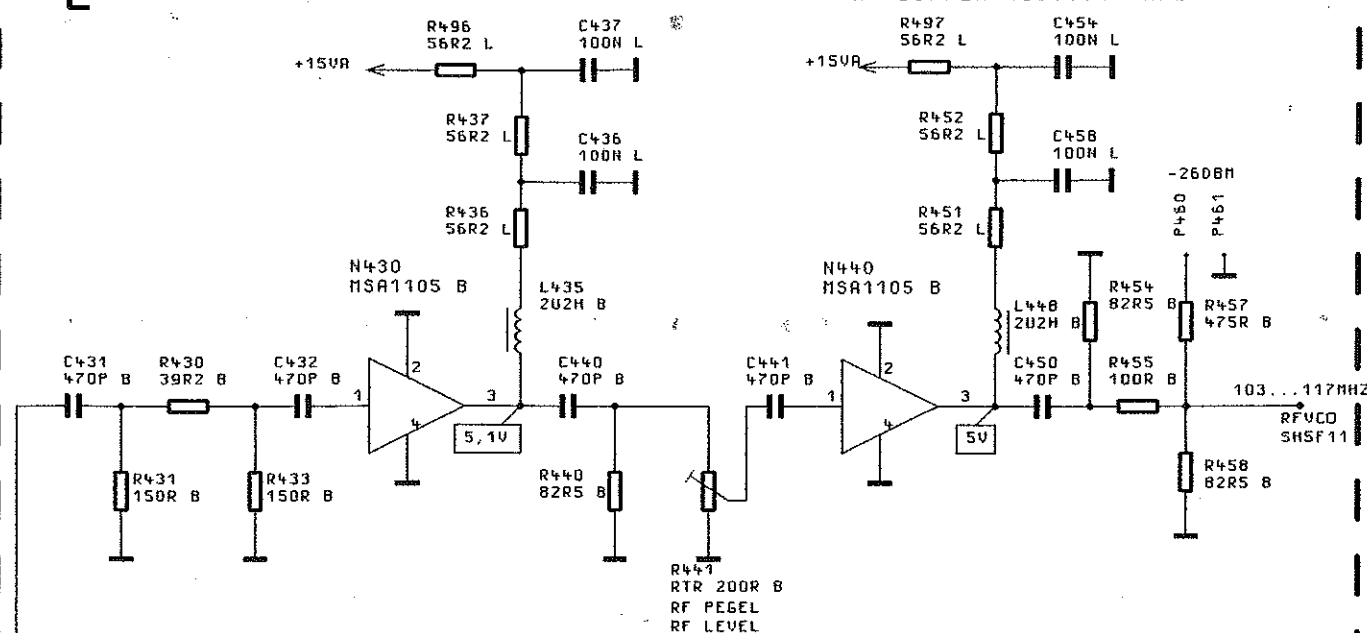 R496
56R2 L
C437
100N L
+15VA
R437
56R2 L
C436
100N L
R436
56R2 L
N430
MSA1105 B
L435
2U2H B
C431
470P B
R430
39R2 B
C432
470P B
1
2
3
4
5,1V
C440
470P B
R431
150R B
R433
150R B
R440
82R5 B
R441
RTR 200R B
RF PEGEL
RF LEVEL
R497
56R2 L
C454
100N L
+15VA
R452
56R2 L
C458
100N L
R451
56R2 L
-26DBM
P460
P461
N440
MSA1105 B
L448
2U2H B
R454
82R5 B
R457
475R B
C441
470P B
1
2
3
4
5V
C450
470P B
R455
100R B
103...117MHZ
RFVCO
SHSF11
R458
82R5 B